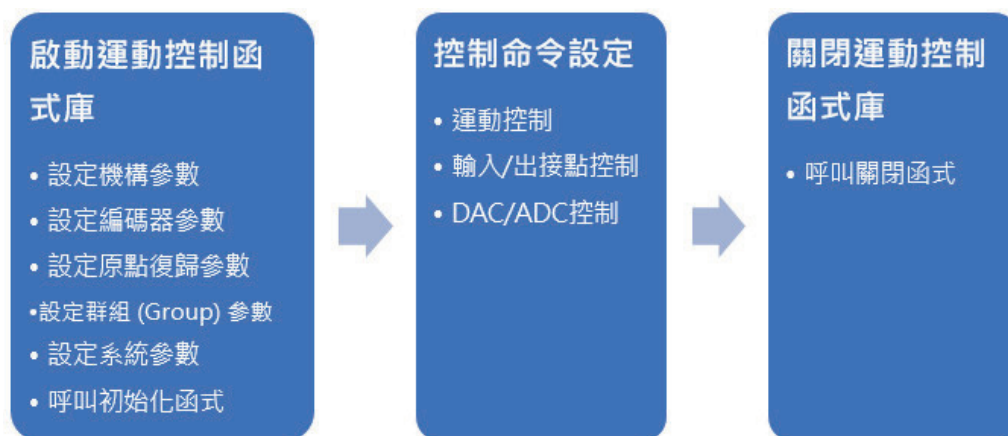 啟動運動控制函
式庫
• 設定機構參數
• 設定編碼器參數
• 設定原點復歸參數
•設定群組 (Group) 參數
• 設定系統參數
• 呼叫初始化函式
控制命令設定
• 運動控制
• 輸入/出接點控制
• DAC/ADC控制
關閉運動控制
函式庫
• 呼叫關閉函式